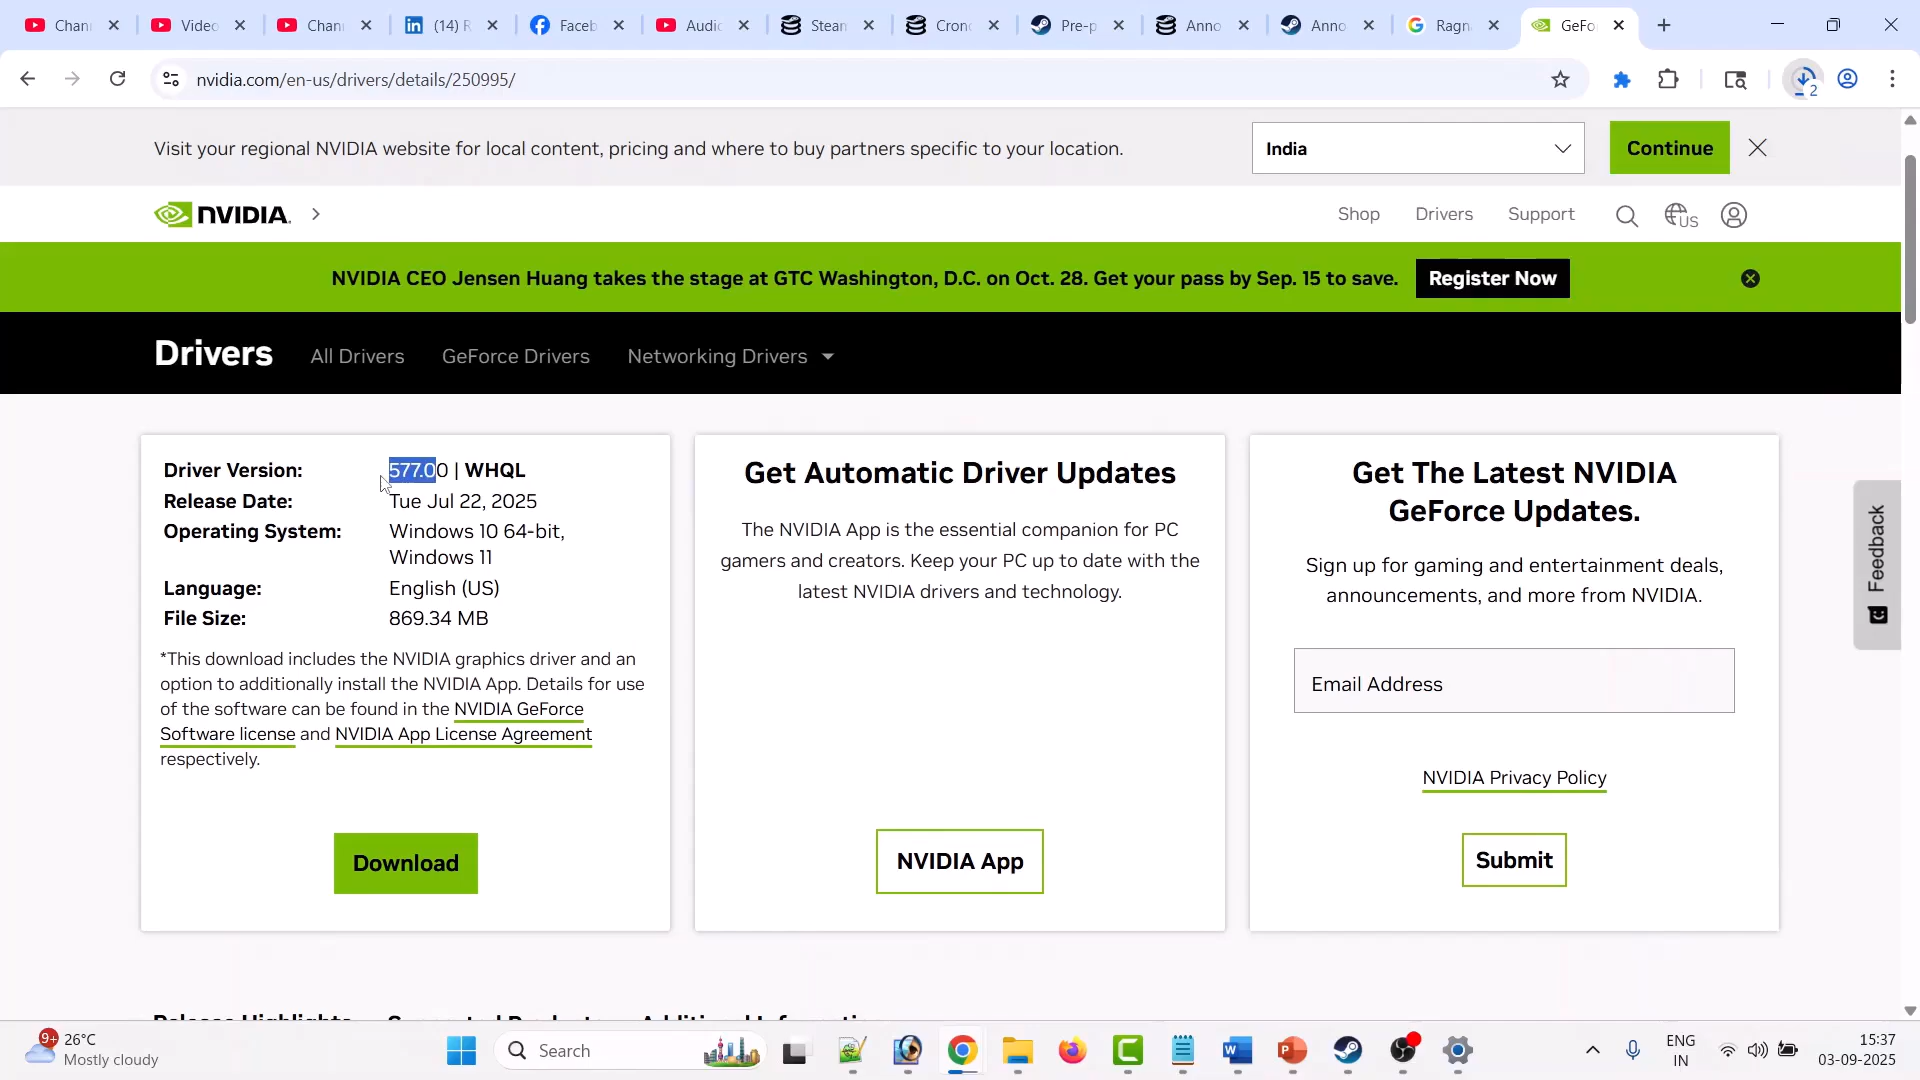 Chan
Video
Chan
(14) R
Faceb
Audio
Steam
Cron
Pre-p
Anno
Anno
Ragn
GeFo
nvidia.com/en-us/drivers/details/250995/
2
Visit your regional NVIDIA website for local content, pricing and where to buy partners specific to your location.
India
Continue
NVIDIA.
Shop
Drivers
Support
US
NVIDIA CEO Jensen Huang takes the stage at GTC Washington, D.C. on Oct. 28. Get your pass by Sep. 15 to save.
Register Now
Drivers
All Drivers
GeForce Drivers
Networking Drivers
Driver Version: 577.00 | WHQL
Release Date: Tue Jul 22, 2025
Operating System: Windows 10 64-bit,
Windows 11
Language: English (US)
File Size: 869.34 MB
*This download includes the NVIDIA graphics driver and an
option to additionally install the NVIDIA App. Details for use
of the software can be found in the NVIDIA GeForce
Software license and NVIDIA App License Agreement
respectively.
Download
Get Automatic Driver Updates
The NVIDIA App is the essential companion for PC
gamers and creators. Keep your PC up to date with the
latest NVIDIA drivers and technology.
NVIDIA App
Get The Latest NVIDIA
GeForce Updates.
Sign up for gaming and entertainment deals,
announcements, and more from NVIDIA.
Email Address
NVIDIA Privacy Policy
Submit
Feedback
Release Highlights
Supported Products
Additional Information
9+
26°C
Mostly cloudy
Search
ENG
IN
15:37
03-09-2025